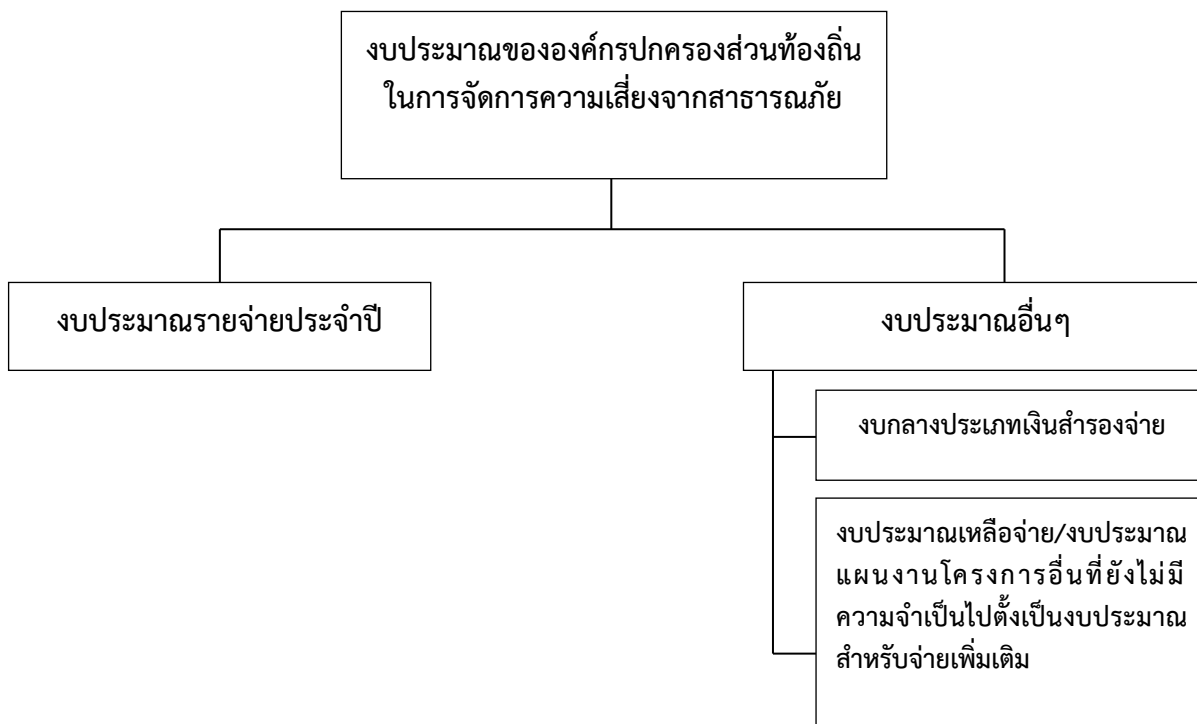 งบประมาณขององค์กรปกครองส่วนท้องถิ่น
ในการจัดการความเสี่ยงจากสาธารณภัย
งบประมาณรายจ่ายประจำปี
งบประมาณอื่นๆ
งบกลางประเภทเงินสำรองจ่าย
งบประมาณเหลือจ่าย/งบประมาณ
แผนงานโครงการอื่นที่ยังไม่มี
ความจำเป็นไปตั้งเป็นงบประมาณ
สำหรับจ่ายเพิ่มเติม